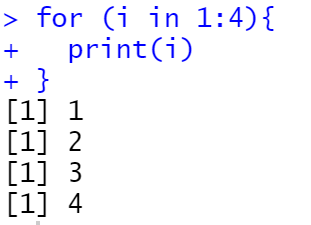 > for (i in 1:4){
+   print(i)
+ }
[1] 1
[1] 2
[1] 3
[1] 4